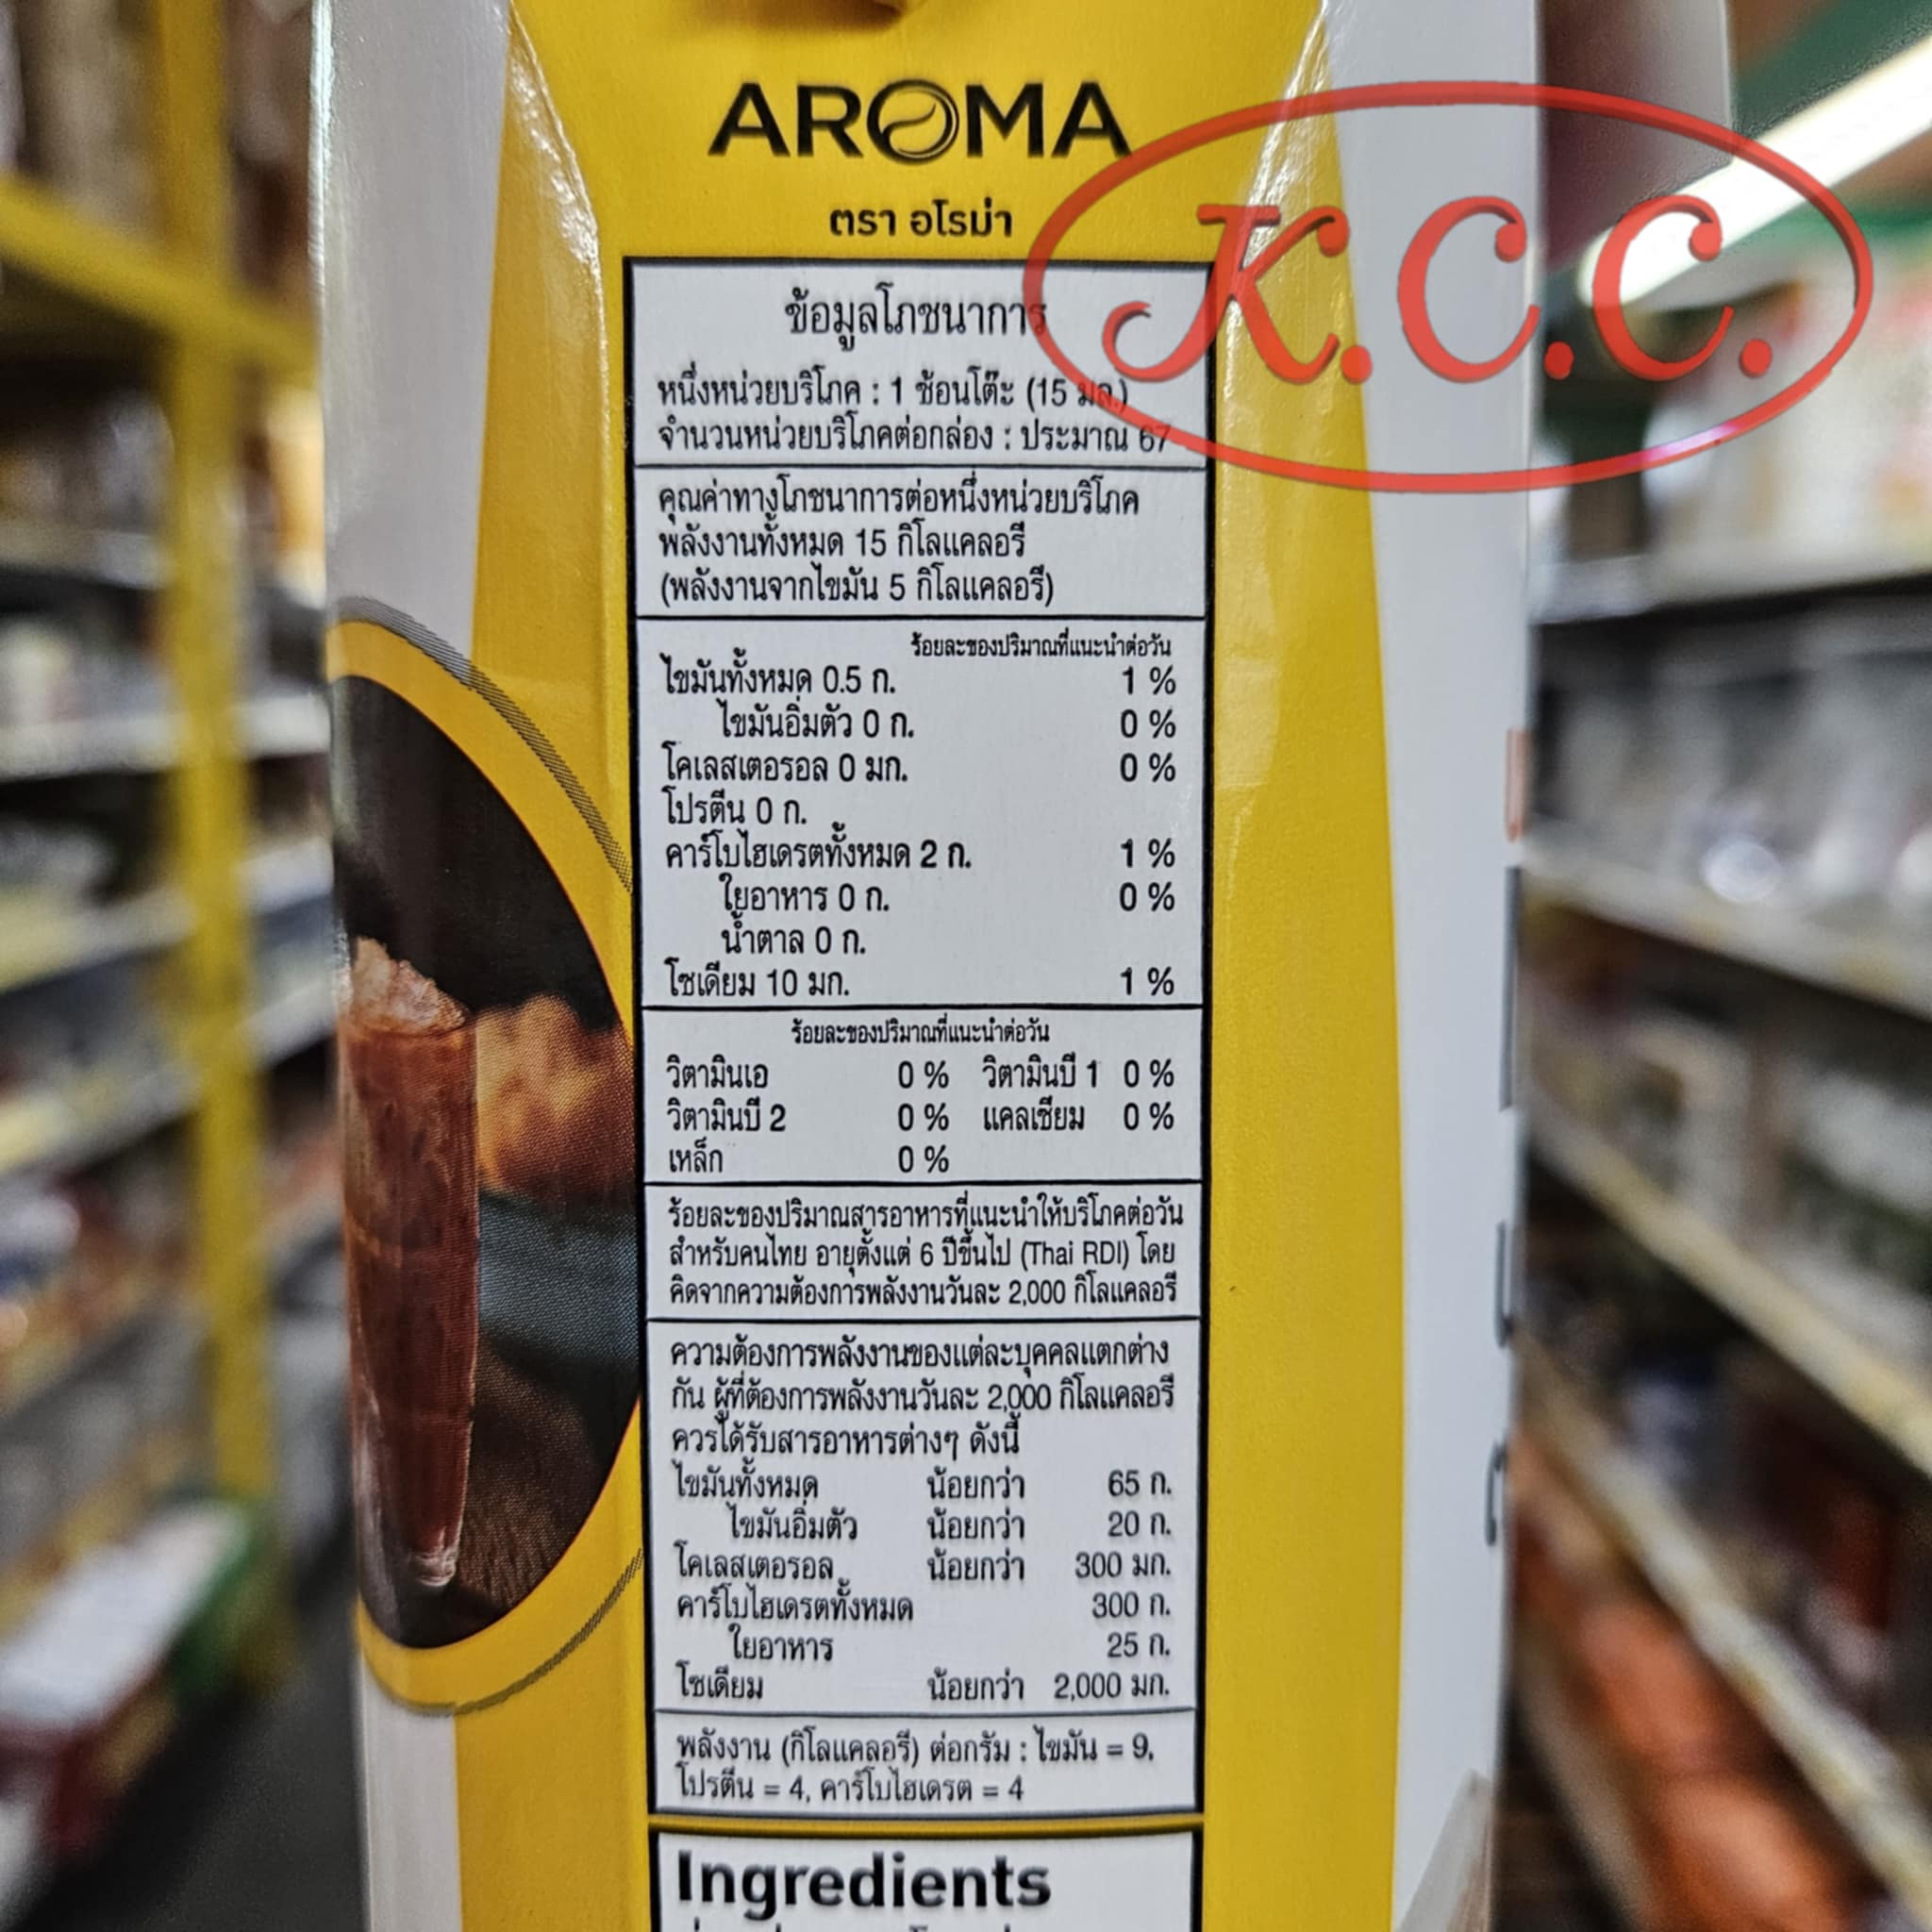 AROMA
ตรา อโรม่า
K.C.C.
ข้อมูลโภชนาการ
หนึ่งหน่วยบริโภค : 1 ช้อนโต๊ะ (15 มล.)
จำนวนหน่วยบริโภคต่อกล่อง : ประมาณ 67
คุณค่าทางโภชนาการต่อหนึ่งหน่วยบริโภค
พลังงานทั้งหมด 15 กิโลแคลอรี
(พลังงานจากไขมัน 5 กิโลแคลอรี)
ร้อยละของปริมาณที่แนะนำต่อวัน
ไขมันทั้งหมด 0.5 ก. 1 %
ไขมันอิ่มตัว 0 ก. 0 %
โคเลสเตอรอล 0 มก. 0 %
โปรตีน 0 ก.
คาร์โบไฮเดรตทั้งหมด 2 ก. 1 %
ใยอาหาร 0 ก. 0 %
น้ำตาล 0 ก.
โซเดียม 10 มก. 1 %
ร้อยละของปริมาณที่แนะนำต่อวัน
วิตามินเอ 0 % วิตามินบี 1 0 %
วิตามินบี 2 0 % แคลเซียม 0 %
เหล็ก 0 %
ร้อยละของปริมาณสารอาหารที่แนะนำให้บริโภคต่อวัน
สำหรับคนไทย อายุตั้งแต่ 6 ปีขึ้นไป (Thai RDI) โดย
คิดจากความต้องการพลังงานวันละ 2,000 กิโลแคลอรี
ความต้องการพลังงานของแต่ละบุคคลแตกต่าง
กัน ผู้ที่ต้องการพลังงานวันละ 2,000 กิโลแคลอรี
ควรได้รับสารอาหารต่างๆ ดังนี้
ไขมันทั้งหมด น้อยกว่า 65 ก.
ไขมันอิ่มตัว น้อยกว่า 20 ก.
โคเลสเตอรอล น้อยกว่า 300 มก.
คาร์โบไฮเดรตทั้งหมด 300 ก.
ใยอาหาร 25 ก.
โซเดียม น้อยกว่า 2,000 มก.
พลังงาน (กิโลแคลอรี) ต่อกรัม : ไขมัน = 9,
โปรตีน = 4, คาร์โบไฮเดรต = 4
Ingredients